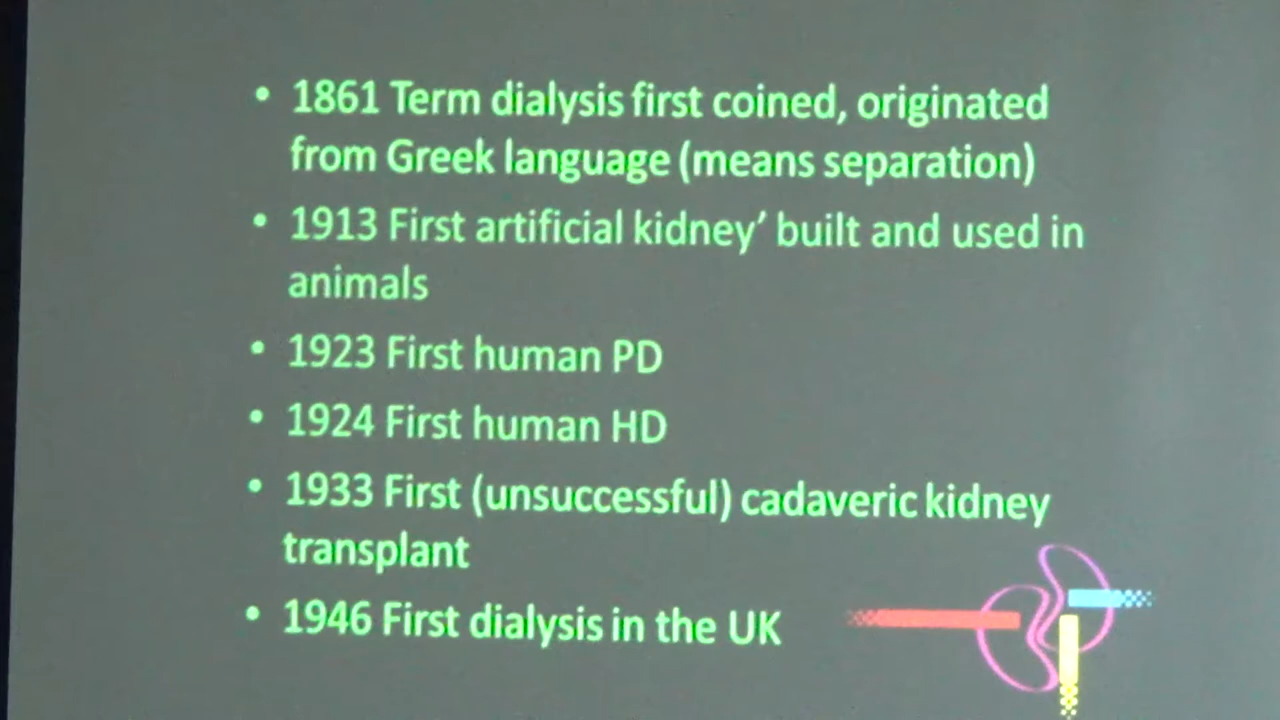 • 1861 Term dialysis first coined, originated
from Greek language (means separation)
• 1913 First artificial kidney’ built and used in
animals
• 1923 First human PD
• 1924 First human HD
• 1933 First (unsuccessful) cadaveric kidney
transplant
• 1946 First dialysis in the UK